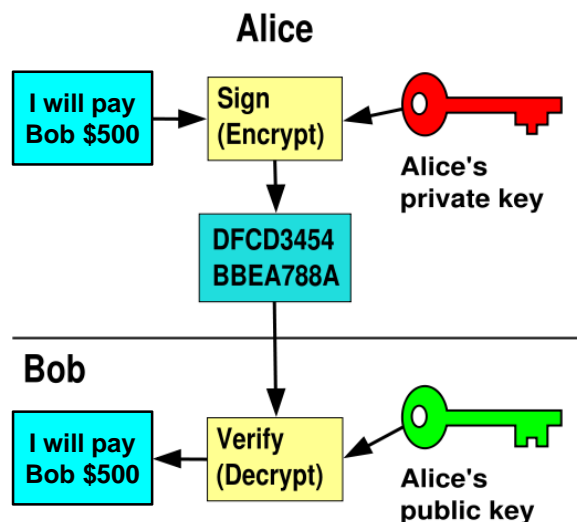 Alice
I will pay
Bob $500
Sign
(Encrypt)
Alice's
private key
DFCD3454
BBEA788A
Bob
I will pay
Bob $500
Verify
(Decrypt)
Alice's
public key